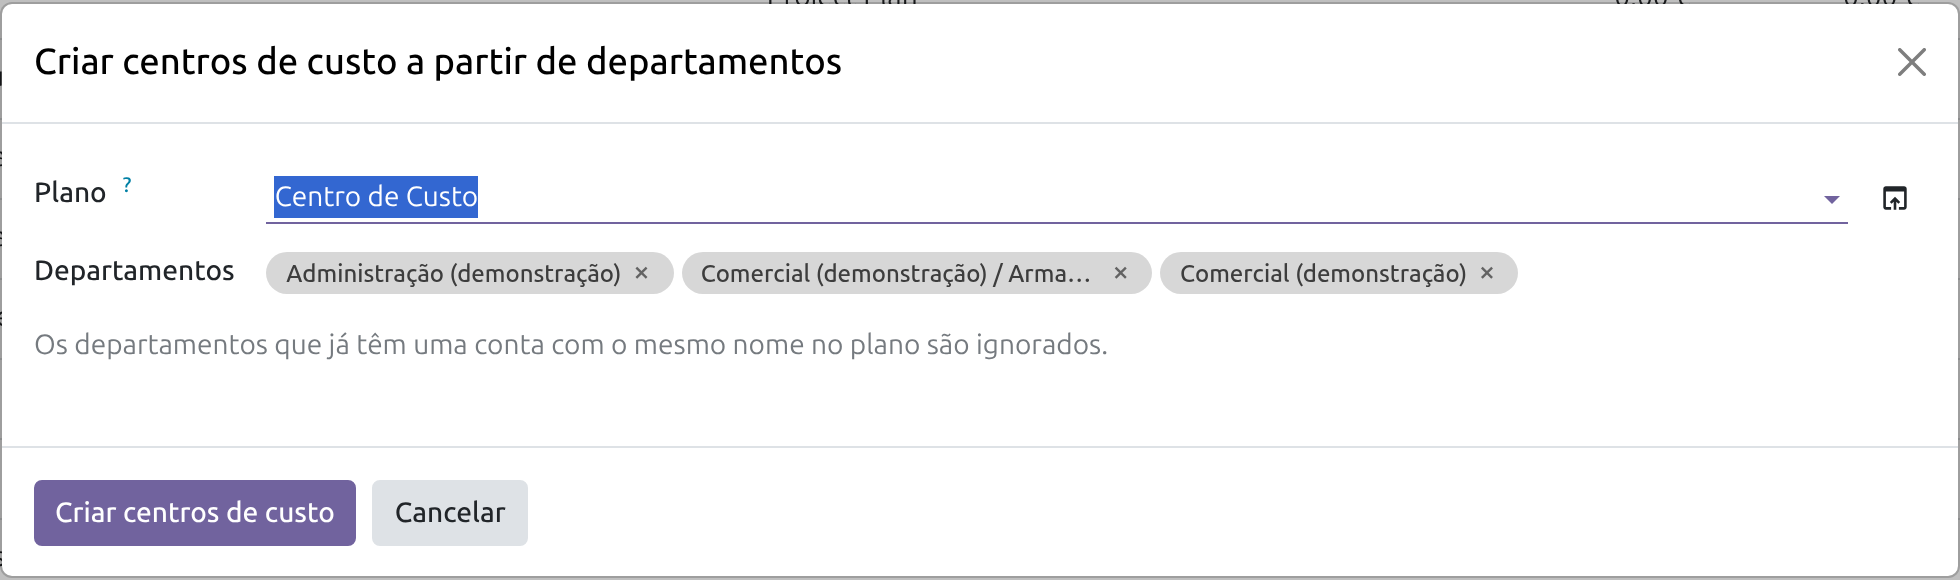 Criar centros de custo a partir de departamentos
Plano ?
Centro de Custo
Departamentos
Administração (demonstração) × Comercial (demonstração) / Arma... × Comercial (demonstração) ×
Os departamentos que já têm uma conta com o mesmo nome no plano são ignorados.
Criar centros de custo Cancelar